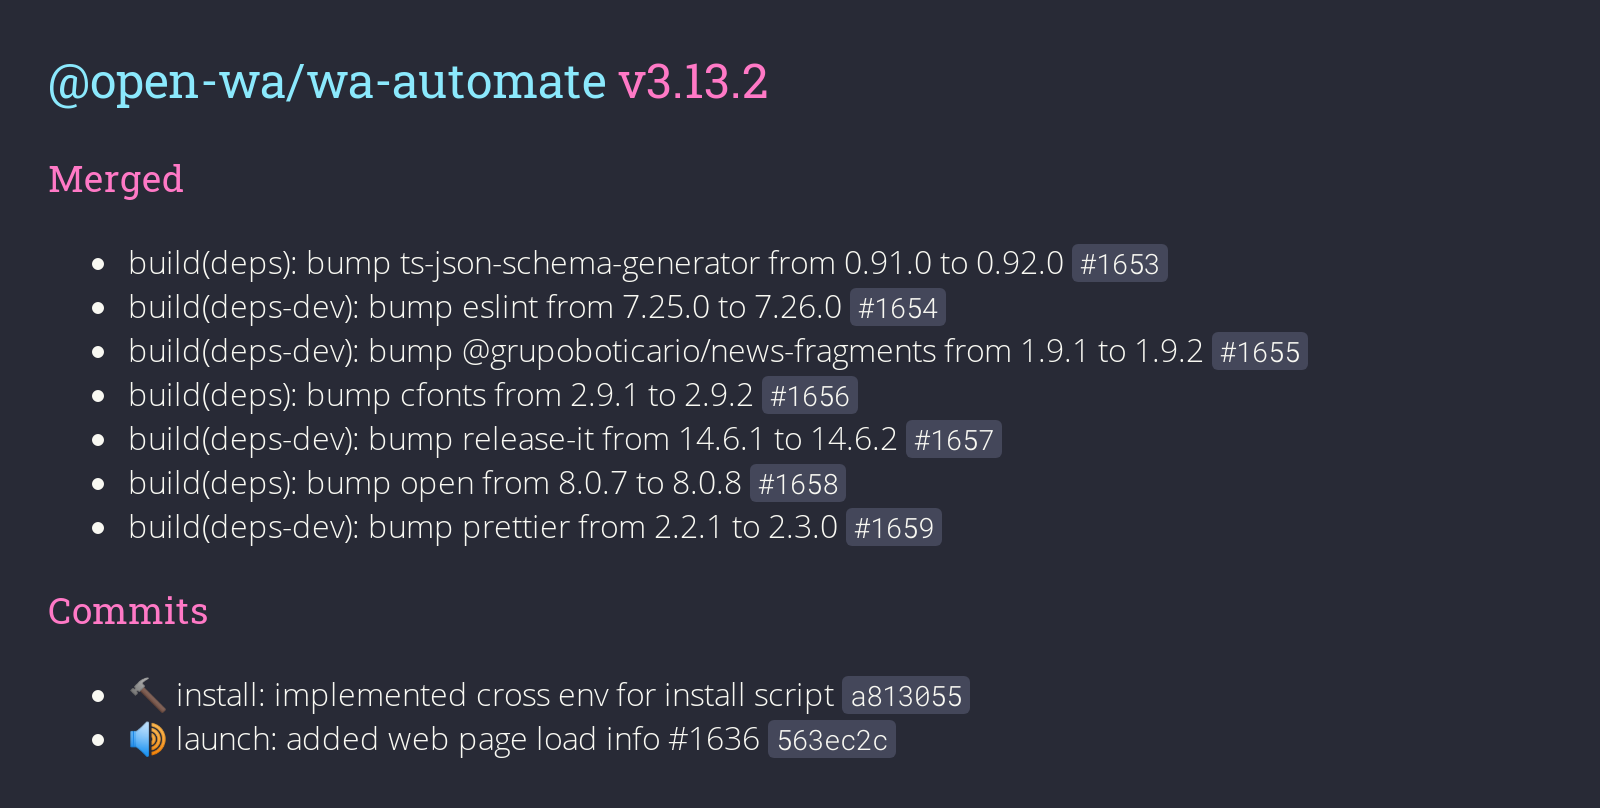 @open-wa/wa-automate v3.13.2
Merged
build(deps): bump ts-json-schema-generator from 0.91.0 to 0.92.0 #1653
build(deps-dev): bump eslint from 7.25.0 to 7.26.0 #1654
build(deps-dev): bump @grupoboticario/news-fragments from 1.9.1 to 1.9.2 #1655
build(deps): bump cfonts from 2.9.1 to 2.9.2 #1656
build(deps-dev): bump release-it from 14.6.1 to 14.6.2 #1657
build(deps): bump open from 8.0.7 to 8.0.8 #1658
build(deps-dev): bump prettier from 2.2.1 to 2.3.0 #1659
Commits
🔨 install: implemented cross env for install script a813055
🔊 launch: added web page load info #1636 563ec2c